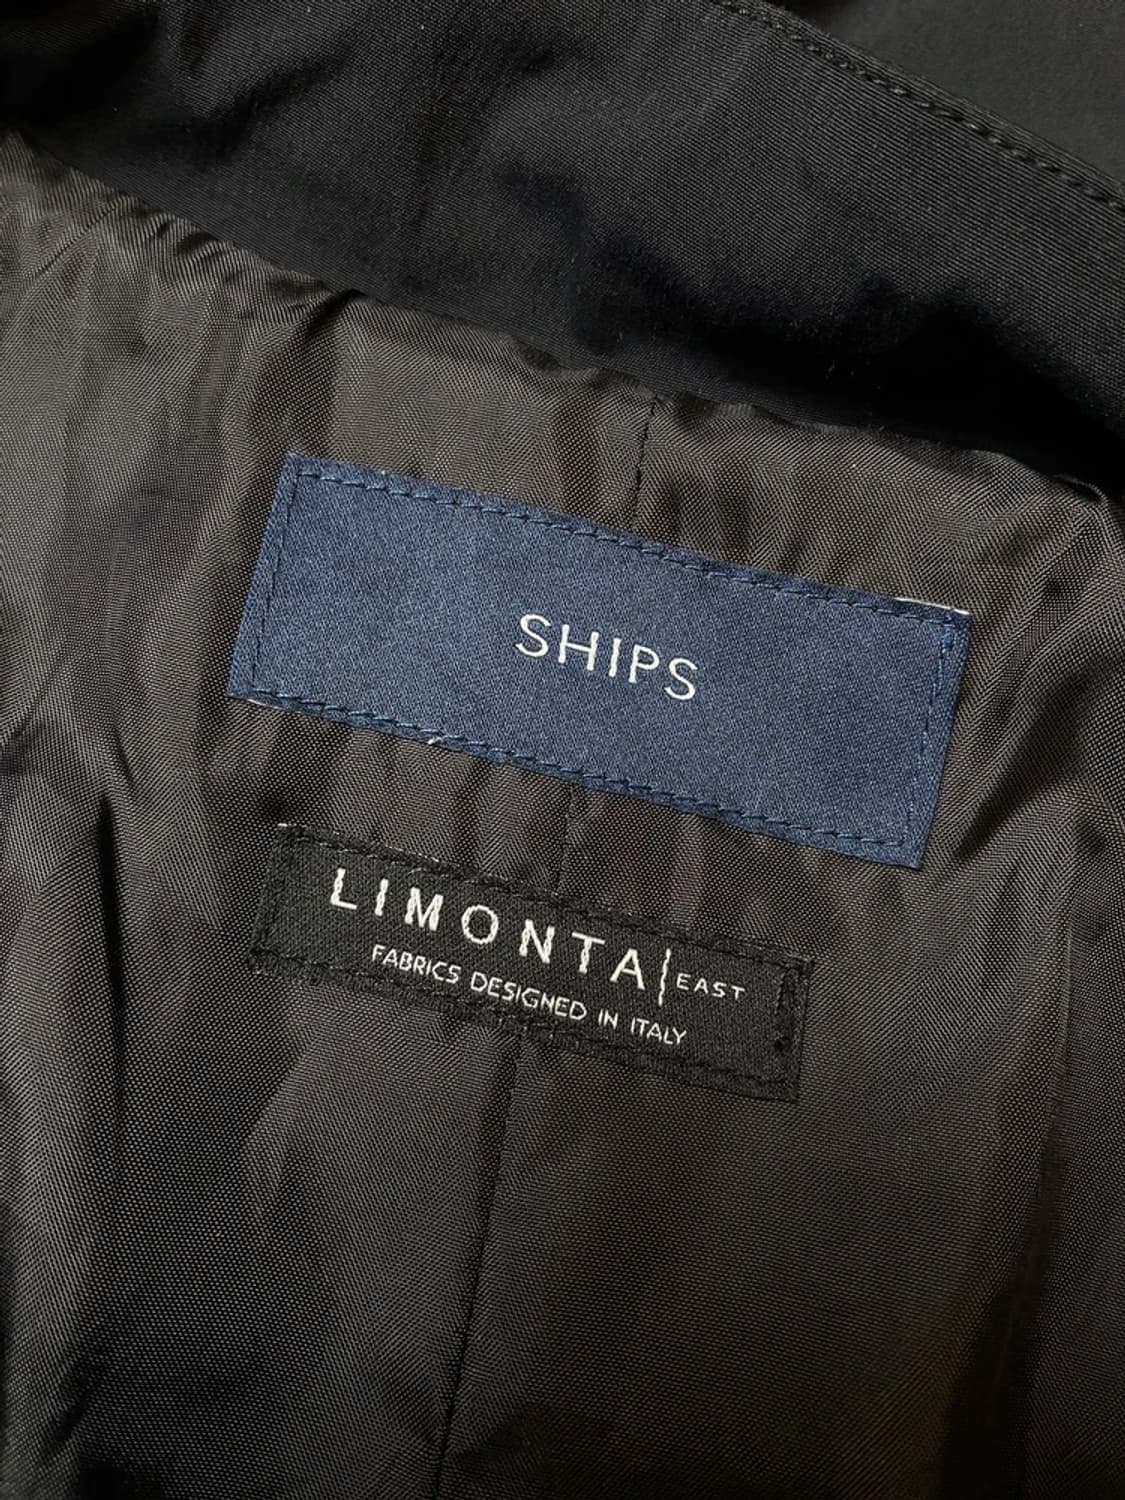 SHIPS
LIMONTA|EAST
FABRICS DESIGNED IN ITALY